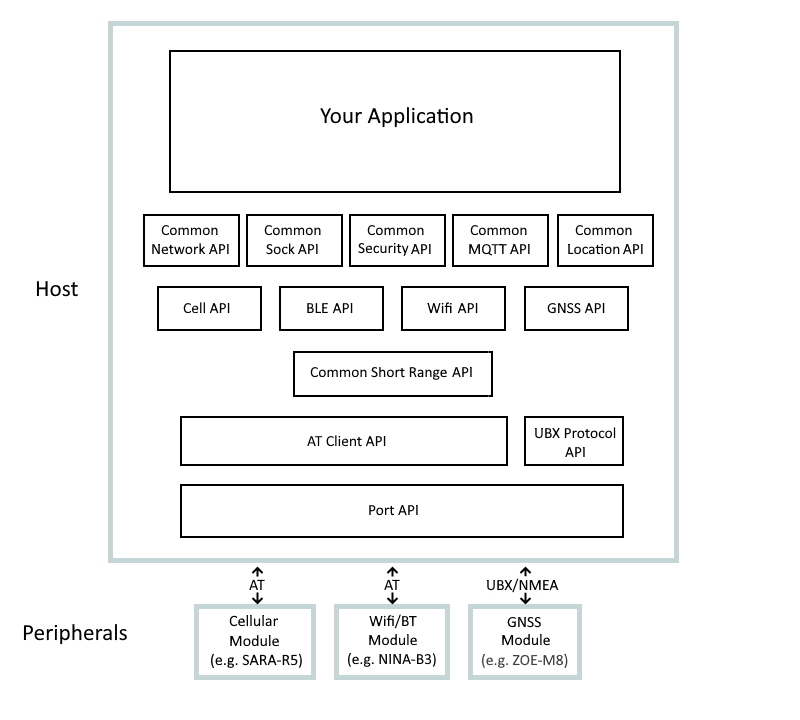 Your Application
Common
Network API
Common
Sock API
Common
Security API
Common
MQTT API
Common
Location API
Host
Cell API
BLE API
Wifi API
GNSS API
Common Short Range API
AT Client API
UBX Protocol
API
Port API
AT
AT
UBX/NMEA
Peripherals
Cellular
Module
(e.g. SARA-R5)
Wifi/BT
Module
(e.g. NINA-B3)
GNSS
Module
(e.g. ZOE-M8)